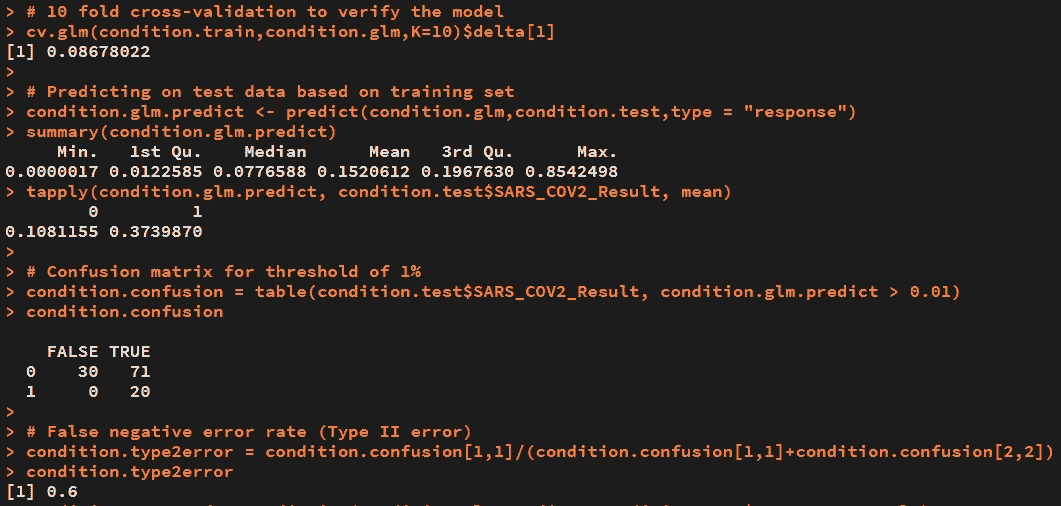 > # 10 fold cross-validation to verify the model
> cv.glm(condition.train,condition.glm,K=10)$delta[1]
[1] 0.08678022
>
> # Predicting on test data based on training set
> condition.glm.predict <- predict(condition.glm,condition.test,type = "response")
> summary(condition.glm.predict)
     Min.   1st Qu.    Median      Mean   3rd Qu.      Max.
0.0000017 0.0122585 0.0776588 0.1520612 0.1967630 0.8542498
> tapply(condition.glm.predict, condition.test$SARS_COV2_Result, mean)
        0         1
0.1081155 0.3739870
>
> # Confusion matrix for threshold of 1%
> condition.confusion = table(condition.test$SARS_COV2_Result, condition.glm.predict > 0.01)
> condition.confusion
    FALSE TRUE
  0    30   71
  1     0   20
>
> # False negative error rate (Type II error)
> condition.type2error = condition.confusion[1,1]/(condition.confusion[1,1]+condition.confusion[2,2])
> condition.type2error
[1] 0.6